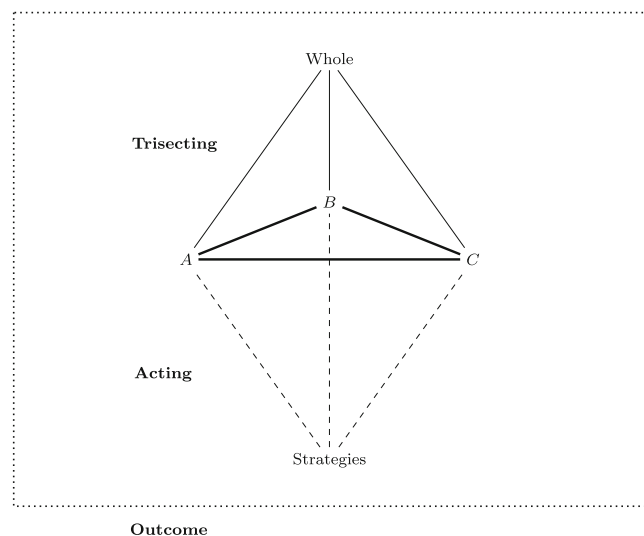 Whole
Trisecting
B
A
C
Acting
Strategies
Outcome